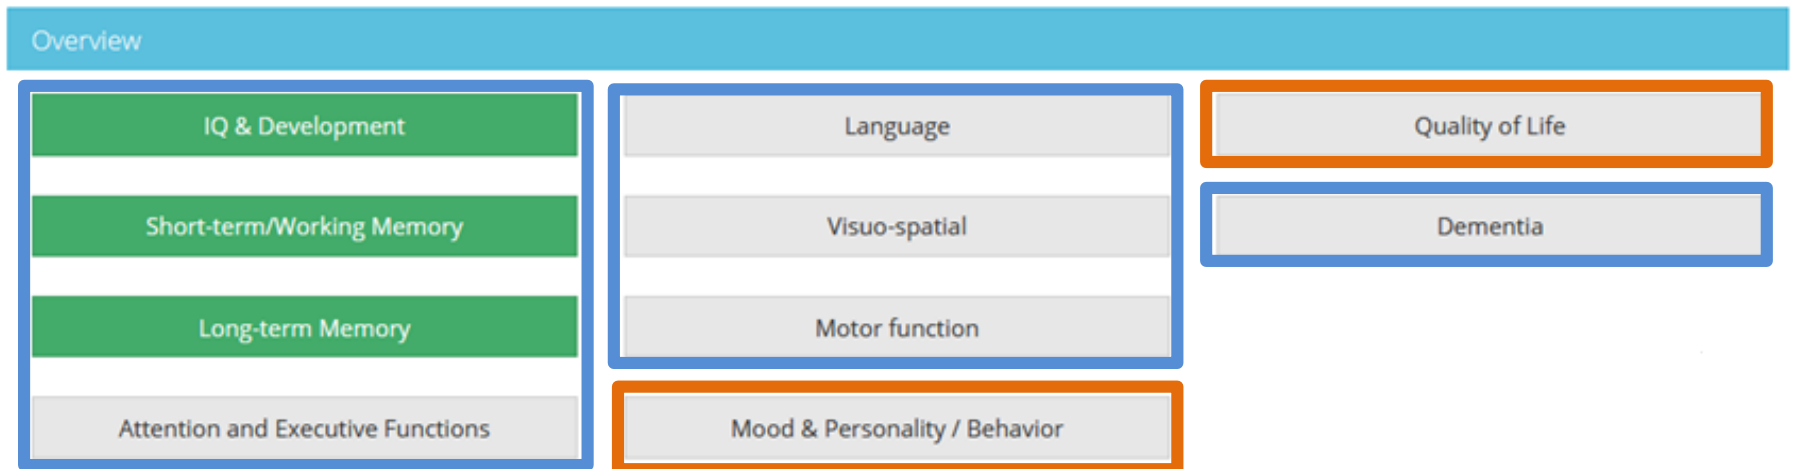 Overview
IQ & Development
Short-term/Working Memory
Long-term Memory
Attention and Executive Functions
Language
Visuo-spatial
Motor function
Mood & Personality / Behavior
Quality of Life
Dementia